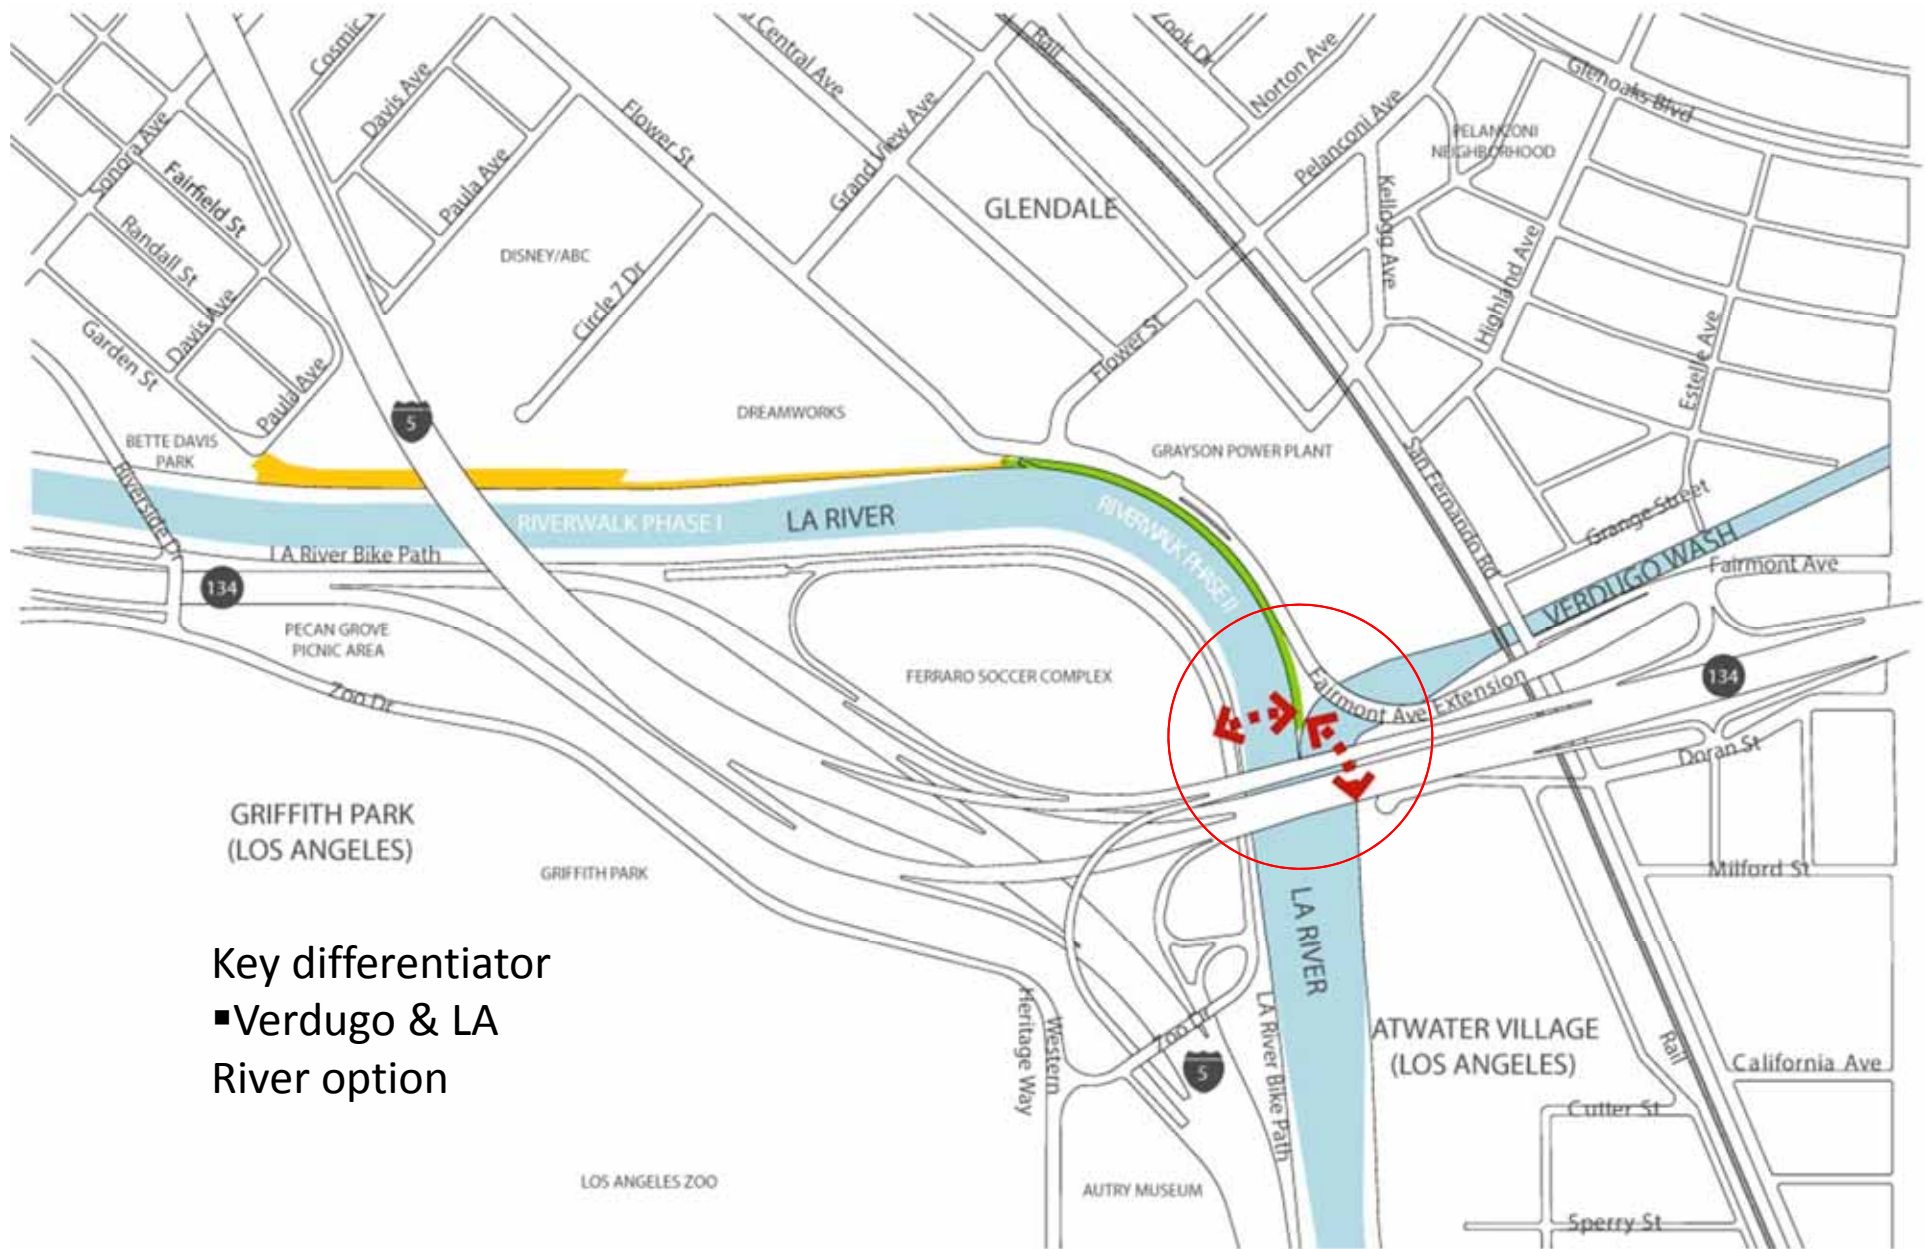 Cosmic
Central Ave
Rail
Zook Dr
Norton Ave
Glenoaks Blvd
Davis Ave
Flower St
Grand View Ave
Pelanconi Ave
PELANCONI
NEIGHBORHOOD
Sonora Ave
Fairfield St
Paula Ave
Kellogg Ave
GLENDALE
Randall St
DISNEY/ABC
Circle 7 Dr
Highland Ave
Davis Ave
Garden St
Flower St
Estelle Ave
Paula Ave
5
DREAMWORKS
BETTE DAVIS
PARK
GRAYSON POWER PLANT
San Fernando Rd
Riverside Dr
RIVERWALK PHASE I
LA RIVER
RIVERWALK PHASE II
Grange Street
VERDUGO WASH
Fairmont Ave
LA River Bike Path
134
PECAN GROVE
PICNIC AREA
Zoo Dr
FERRARO SOCCER COMPLEX
Fairmont Ave Extension
134
Doran St
GRIFFITH PARK
(LOS ANGELES)
GRIFFITH PARK
Milford St
LA RIVER
Key differentiator
▪Verdugo & LA
River option
Western
Heritage Way
Zoo Dr
LA River Bike Path
5
ATWATER VILLAGE
(LOS ANGELES)
Rail
California Ave
Cutler St
LOS ANGELES ZOO
AUTRY MUSEUM
Sperry St